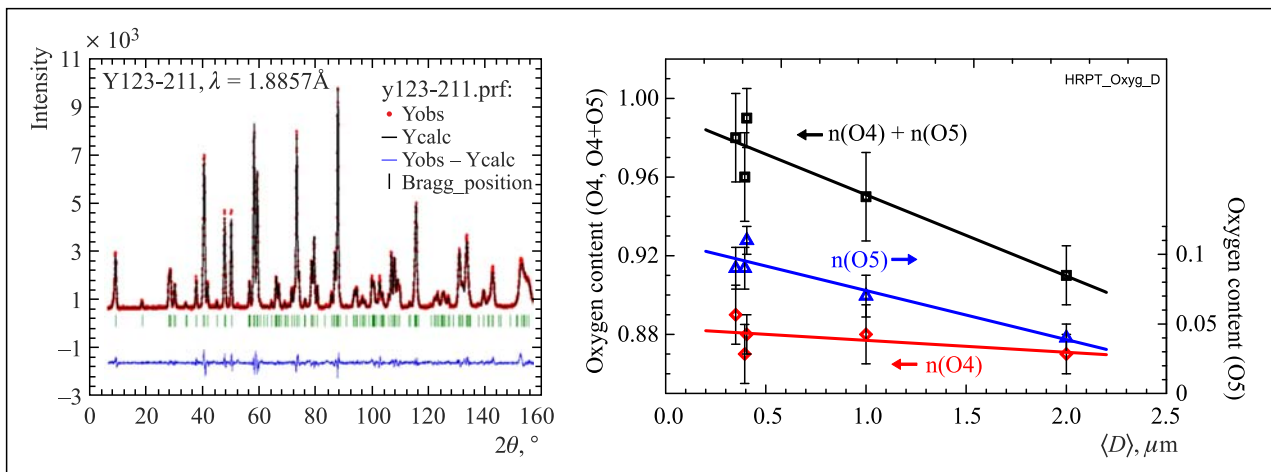 × 10³
11
9
7
5
3
1
−1
−3
Intensity
Y123-211, λ = 1.8857Å
y123-211.prf:
Yobs
Ycalc
Yobs – Ycalc
Bragg_position
0 20 40 60 80 100 120 140 160
2θ, °
HRPT_Oxyg_D
Oxygen content (O4, O4+O5)
1.00
0.96
0.92
0.88
n(O4) + n(O5)
n(O5)
n(O4)
0.1
0.05
0
Oxygen content (O5)
0 0.5 1.0 1.5 2.0 2.5
⟨D⟩, μm